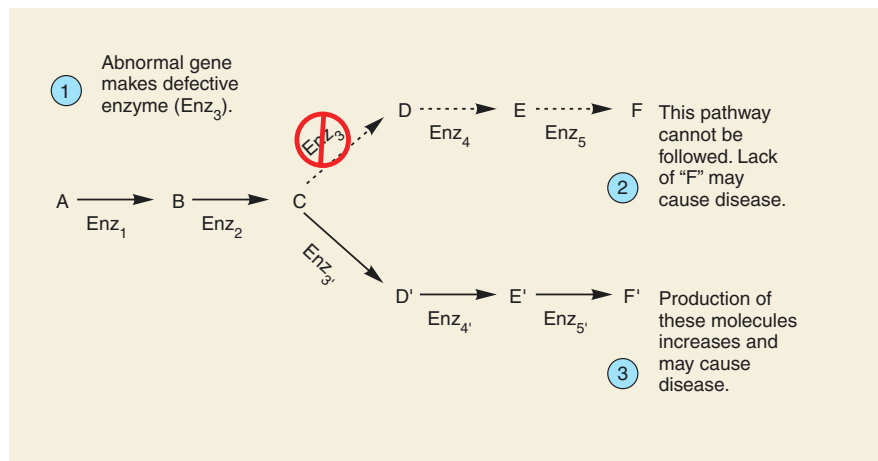 1
Abnormal gene
makes defective
enzyme (Enz₃).
Enz₃
D
Enz₄
E
Enz₅
F
This pathway
cannot be
followed. Lack
of “F” may
cause disease.
2
A
Enz₁
B
Enz₂
C
Enz₃'
D'
Enz₄'
E'
Enz₅'
F'
Production of
these molecules
increases and
may cause
disease.
3